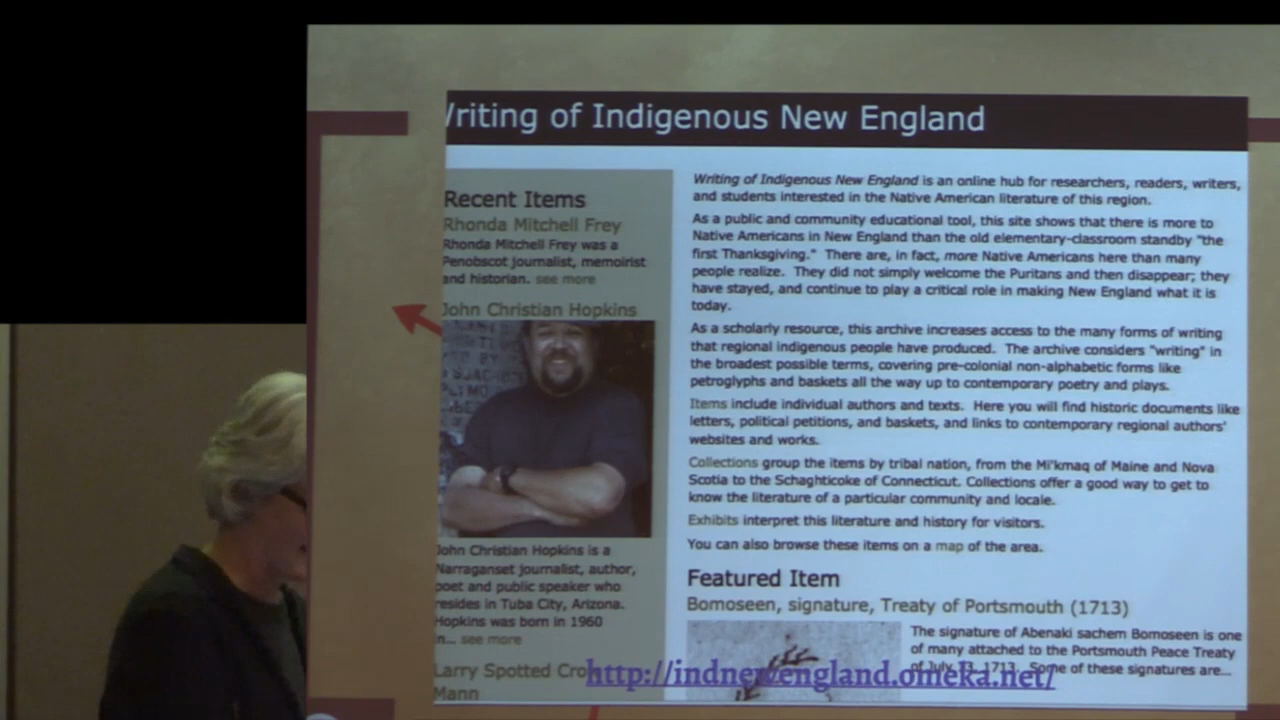 Writing of Indigenous New England
Recent Items
Rhonda Mitchell Frey
Rhonda Mitchell Frey was a
Penobscot journalist, memoirist
and historian. see more
John Christian Hopkins
John Christian Hopkins is a
Narraganset journalist, author,
poet and public speaker who
resides in Tuba City, Arizona.
Hopkins was born in 1960
in... see more
Larry Spotted Cro
Mann
Writing of Indigenous New England is an online hub for researchers, readers, writers,
and students interested in the Native American literature of this region.
As a public and community educational tool, this site shows that there is more to
Native Americans in New England than the old elementary-classroom standby "the
first Thanksgiving." There are, in fact, more Native Americans here than many
people realize. They did not simply welcome the Puritans and then disappear; they
have stayed, and continue to play a critical role in making New England what it is
today.
As a scholarly resource, this archive increases access to the many forms of writing
that regional indigenous people have produced. The archive considers "writing" in
the broadest possible terms, covering pre-colonial non-alphabetic forms like
petroglyphs and baskets all the way up to contemporary poetry and plays.
Items include individual authors and texts. Here you will find historic documents like
letters, political petitions, and baskets, and links to contemporary regional authors'
websites and works.
Collections group the items by tribal nation, from the Mi'kmaq of Maine and Nova
Scotia to the Schaghticoke of Connecticut. Collections offer a good way to get to
know the literature of a particular community and locale.
Exhibits interpret this literature and history for visitors.
You can also browse these items on a map of the area.
Featured Item
Bomoseen, signature, Treaty of Portsmouth (1713)
The signature of Abenaki sachem Bomoseen is one
of many attached to the Portsmouth Peace Treaty
of July 13, 1713. Some of these signatures are...
http://indnewengland.omeka.net/